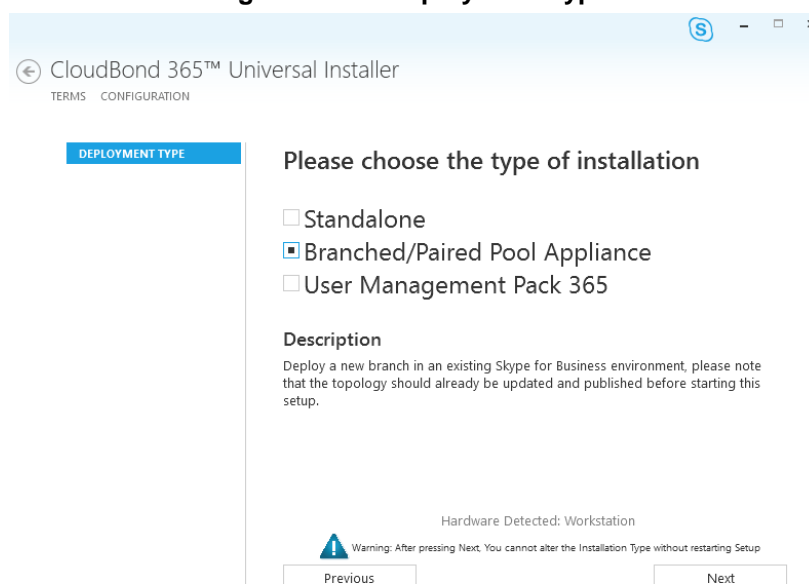 S
CloudBond 365™ Universal Installer
TERMS CONFIGURATION
DEPLOYMENT TYPE
Please choose the type of installation
Standalone
Branched/Paired Pool Appliance
User Management Pack 365
Description
Deploy a new branch in an existing Skype for Business environment, please note
that the topology should already be updated and published before starting this
setup.
Hardware Detected: Workstation
Warning: After pressing Next, You cannot alter the Installation Type without restarting Setup
Previous Next